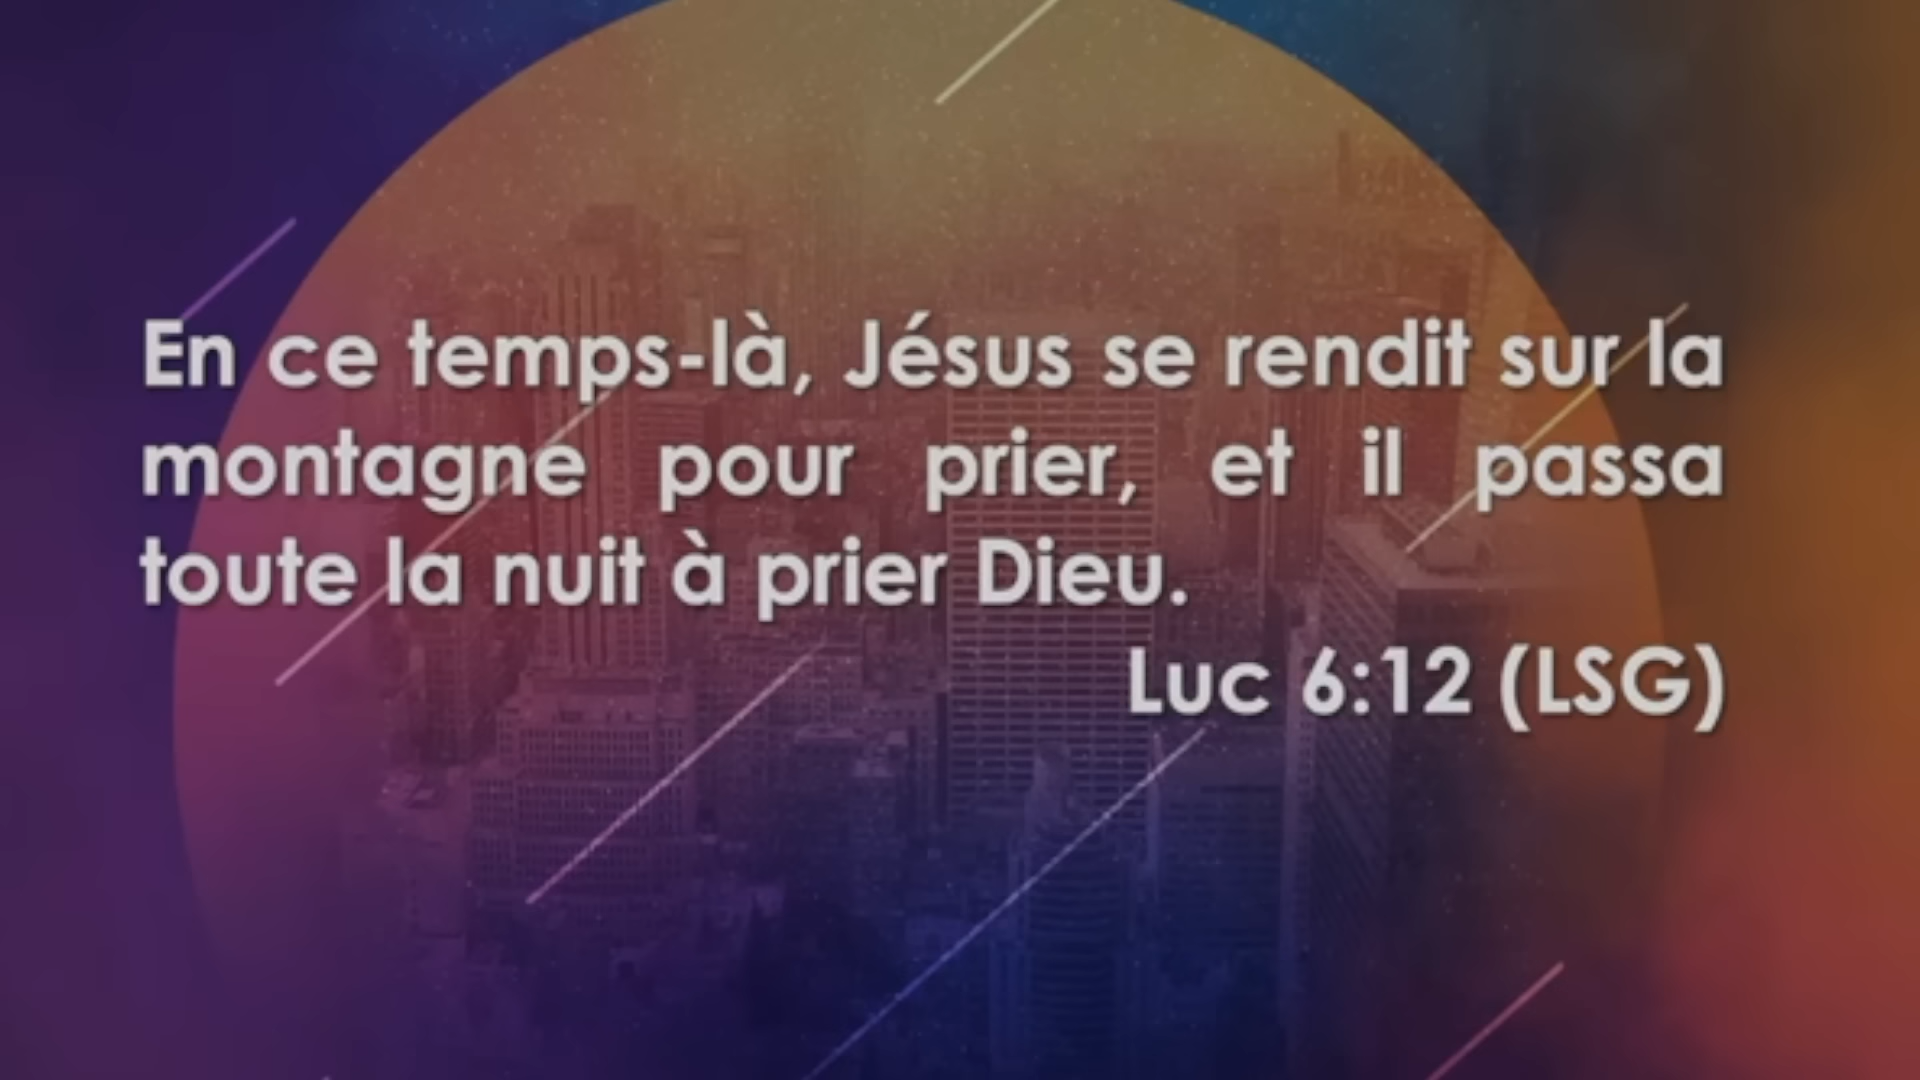 En ce temps-là, Jésus se rendit sur la
montagne pour prier, et il passa
toute la nuit à prier Dieu.
Luc 6:12 (LSG)